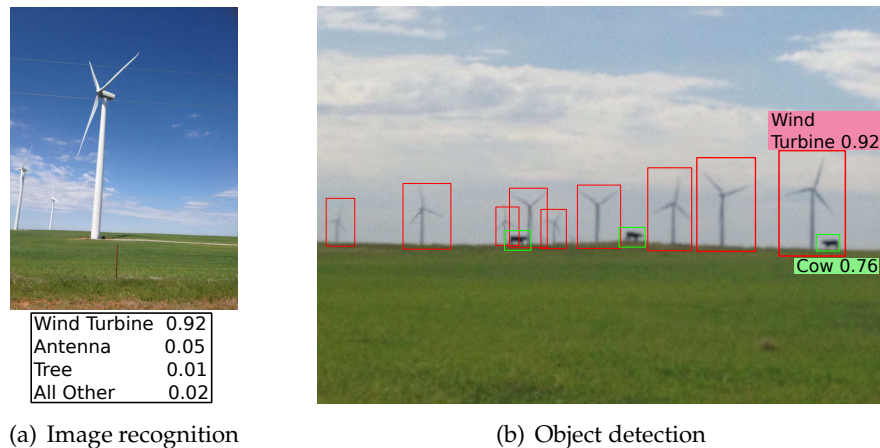 Wind Turbine 0.92
Antenna 0.05
Tree 0.01
All Other 0.02
(a) Image recognition
Wind
Turbine 0.92
Cow 0.76
(b) Object detection